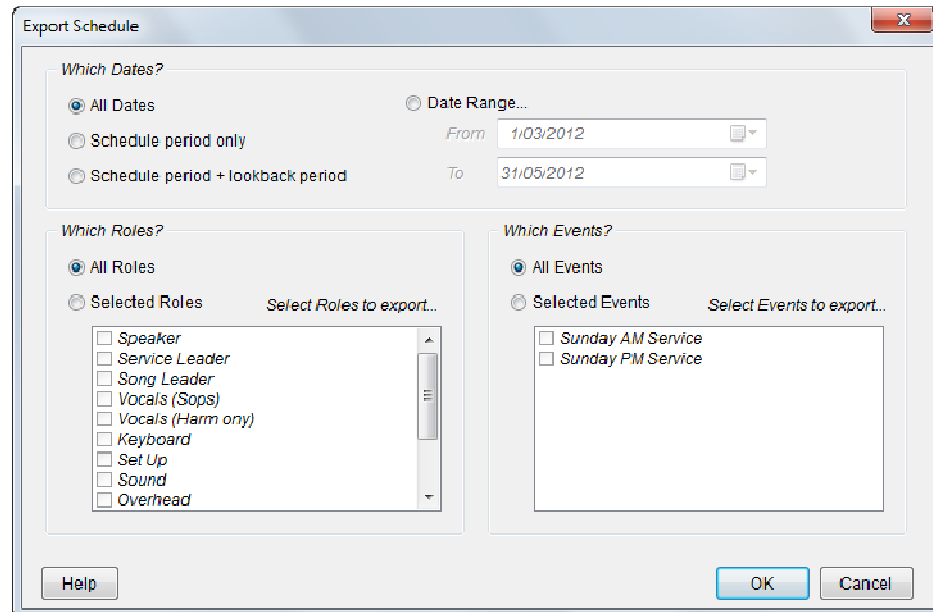 Export Schedule
Which Dates?
All Dates
Date Range...
Schedule period only
From 1/03/2012
Schedule period + lookback period
To 31/05/2012
Which Roles?
All Roles
Selected Roles
Select Roles to export...
Speaker
Service Leader
Song Leader
Vocals (Sops)
Vocals (Harm ony)
Keyboard
Set Up
Sound
Overhead
Which Events?
All Events
Selected Events
Select Events to export...
Sunday AM Service
Sunday PM Service
Help
OK
Cancel